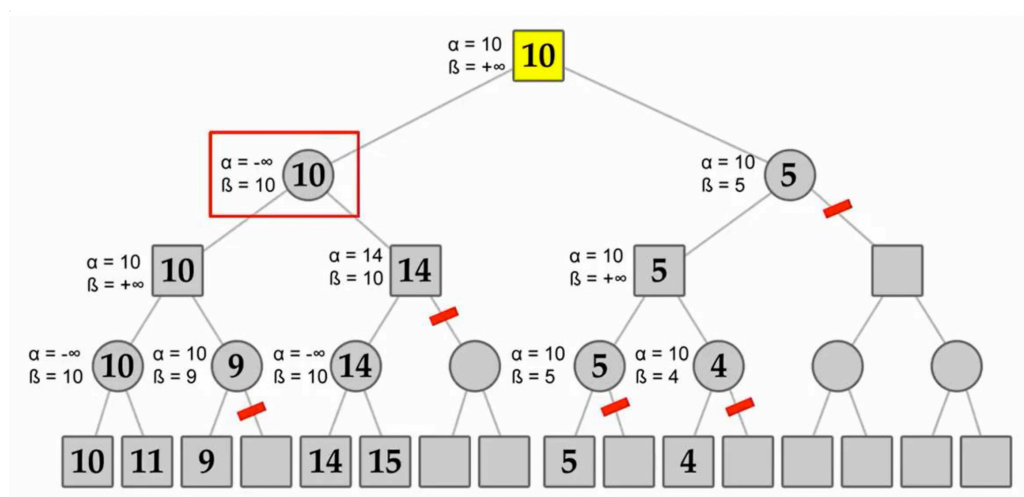 α = 10
ß = +∞
10
α = -∞
ß = 10
10
α = 10
ß = 5
5
α = 10
ß = +∞
10
α = 14
ß = 10
14
α = 10
ß = +∞
5
α = -∞
ß = 10
10
α = 10
ß = 9
9
α = -∞
ß = 10
14
α = 10
ß = 5
5
α = 10
ß = 4
4
10 11 9 14 15 5 4